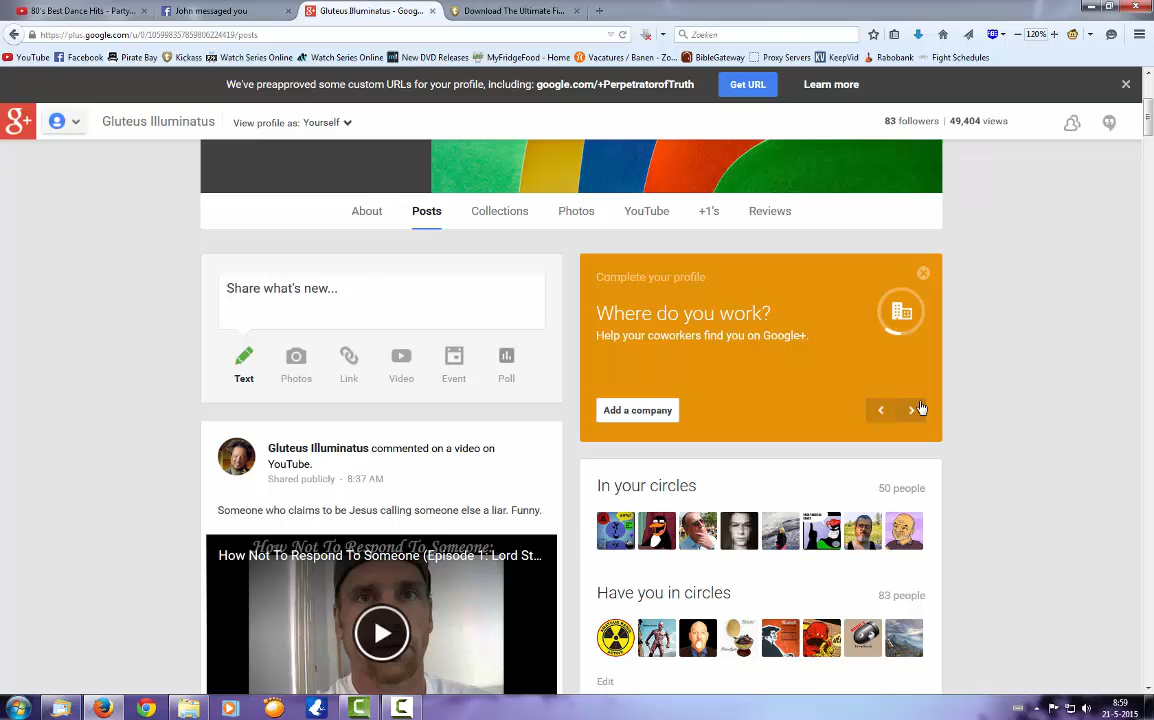 80's Best Dance Hits - Party...
John messaged you
Gluteus Illuminatus - Goog...
Download The Ultimate Fi...
https://plus.google.com/u/0/105998357859806224419/posts
Zoeken
120%
YouTube Facebook Pirate Bay Kickass Watch Series Online Watch Series Online New DVD Releases MyFridgeFood - Home Vacatures / Banen - Zo... BibleGateway Proxy Servers KeepVid Rabobank Fight Schedules
We've preapproved some custom URLs for your profile, including: google.com/+PerpetratorofTruth
Get URL
Learn more
g+
Gluteus Illuminatus
View profile as: Yourself
83 followers | 49,404 views
About Posts Collections Photos YouTube +1's Reviews
Share what's new...
Text Photos Link Video Event Poll
Complete your profile
Where do you work?
Help your coworkers find you on Google+.
Add a company
Gluteus Illuminatus commented on a video on
YouTube.
Shared publicly - 8:37 AM
Someone who claims to be Jesus calling someone else a liar. Funny.
How Not To Respond To Someone:
How Not To Respond To Someone (Episode 1: Lord St...
In your circles
50 people
Have you in circles
83 people
Edit
8:59
21-5-2015